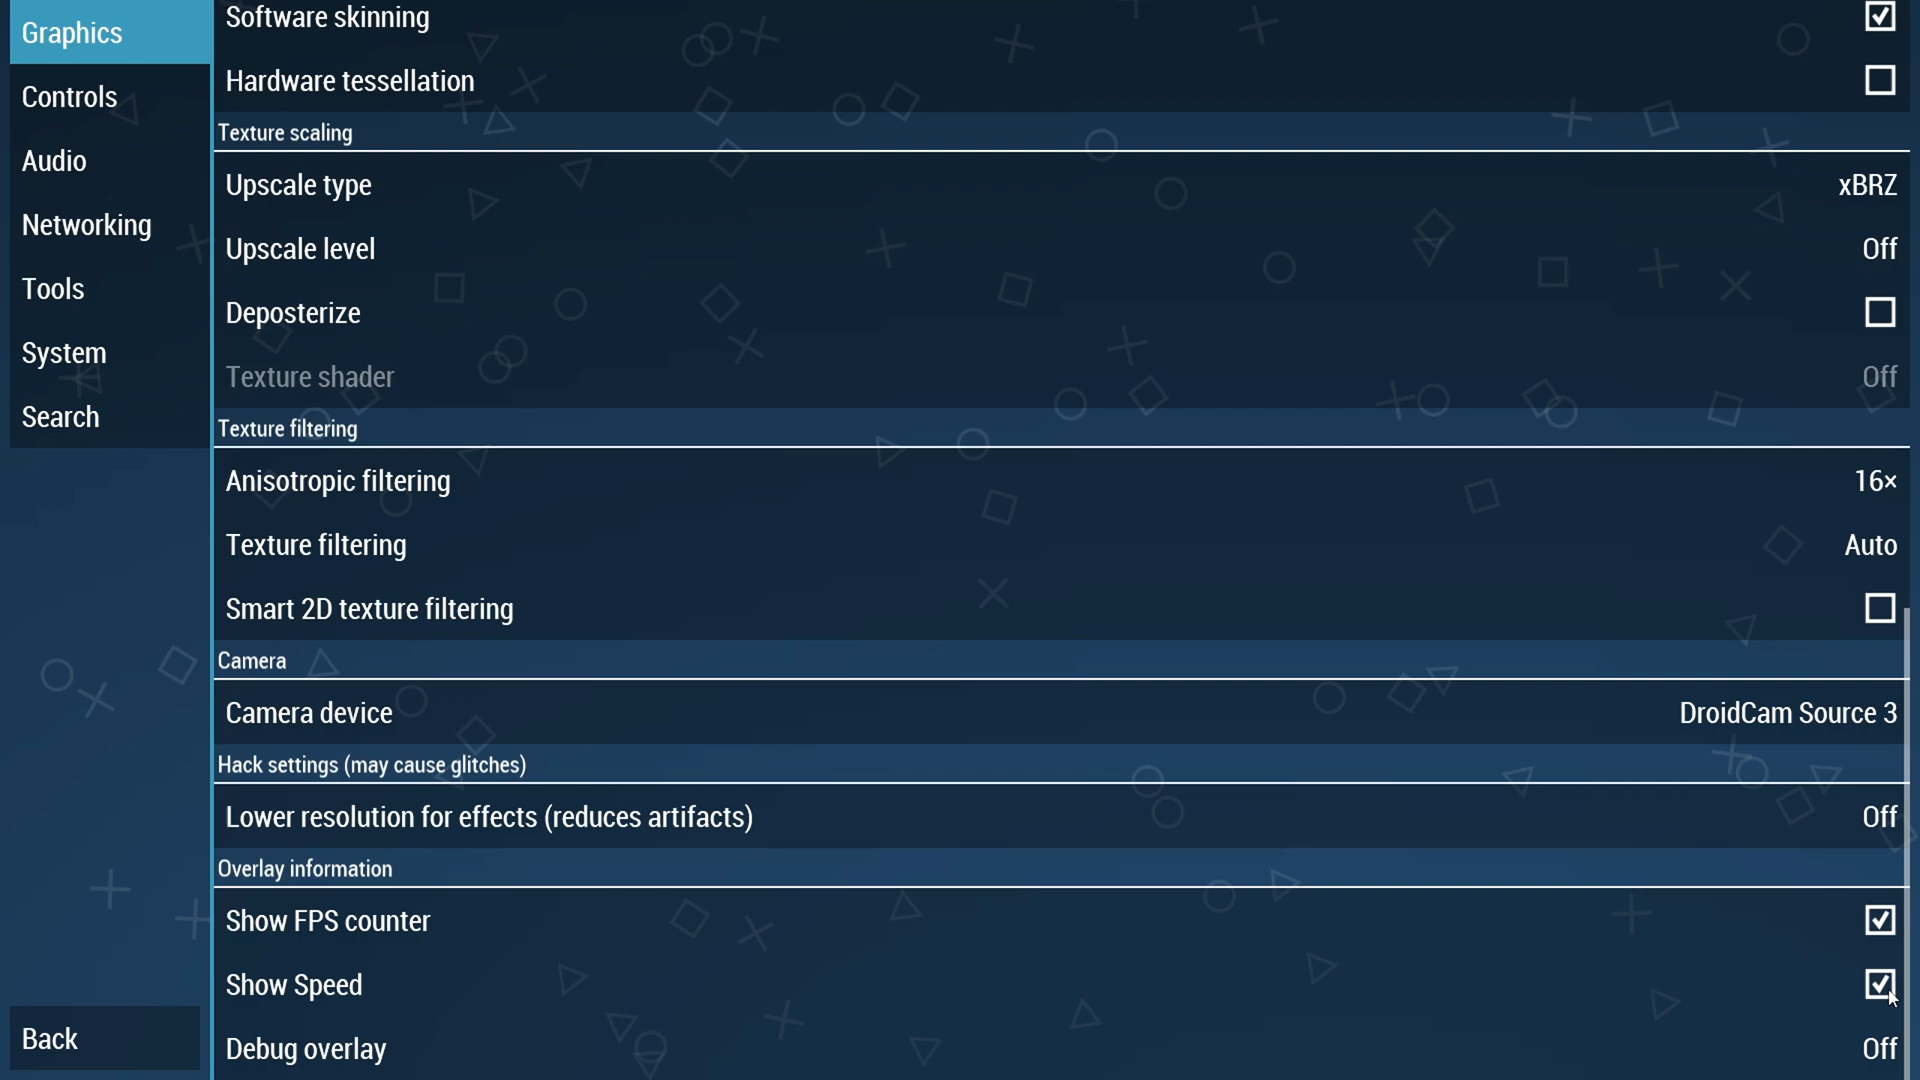 Graphics
Controls
Audio
Networking
Tools
System
Search
Back
Software skinning
Hardware tessellation
Texture scaling
Upscale type xBRZ
Upscale level Off
Deposterize
Texture shader Off
Texture filtering
Anisotropic filtering 16×
Texture filtering Auto
Smart 2D texture filtering
Camera
Camera device DroidCam Source 3
Hack settings (may cause glitches)
Lower resolution for effects (reduces artifacts) Off
Overlay information
Show FPS counter
Show Speed
Debug overlay Off